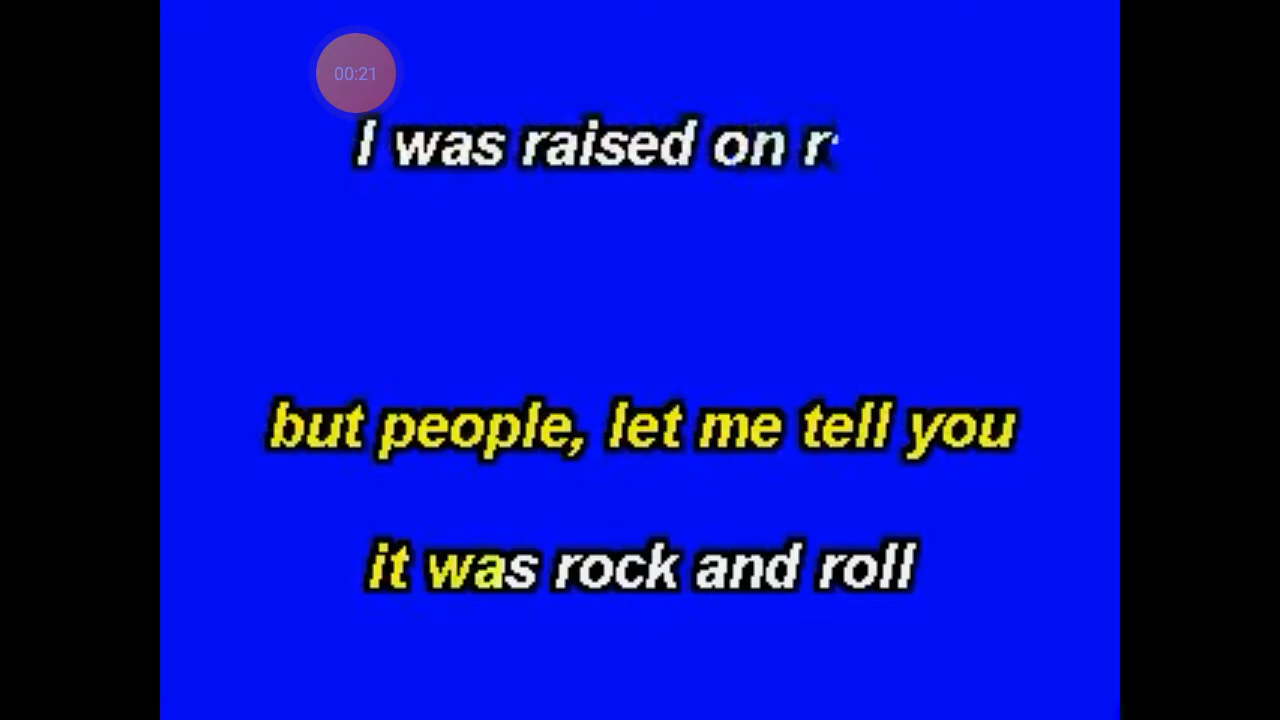 00:21
I was raised on r
but people, let me tell you
it was rock and roll